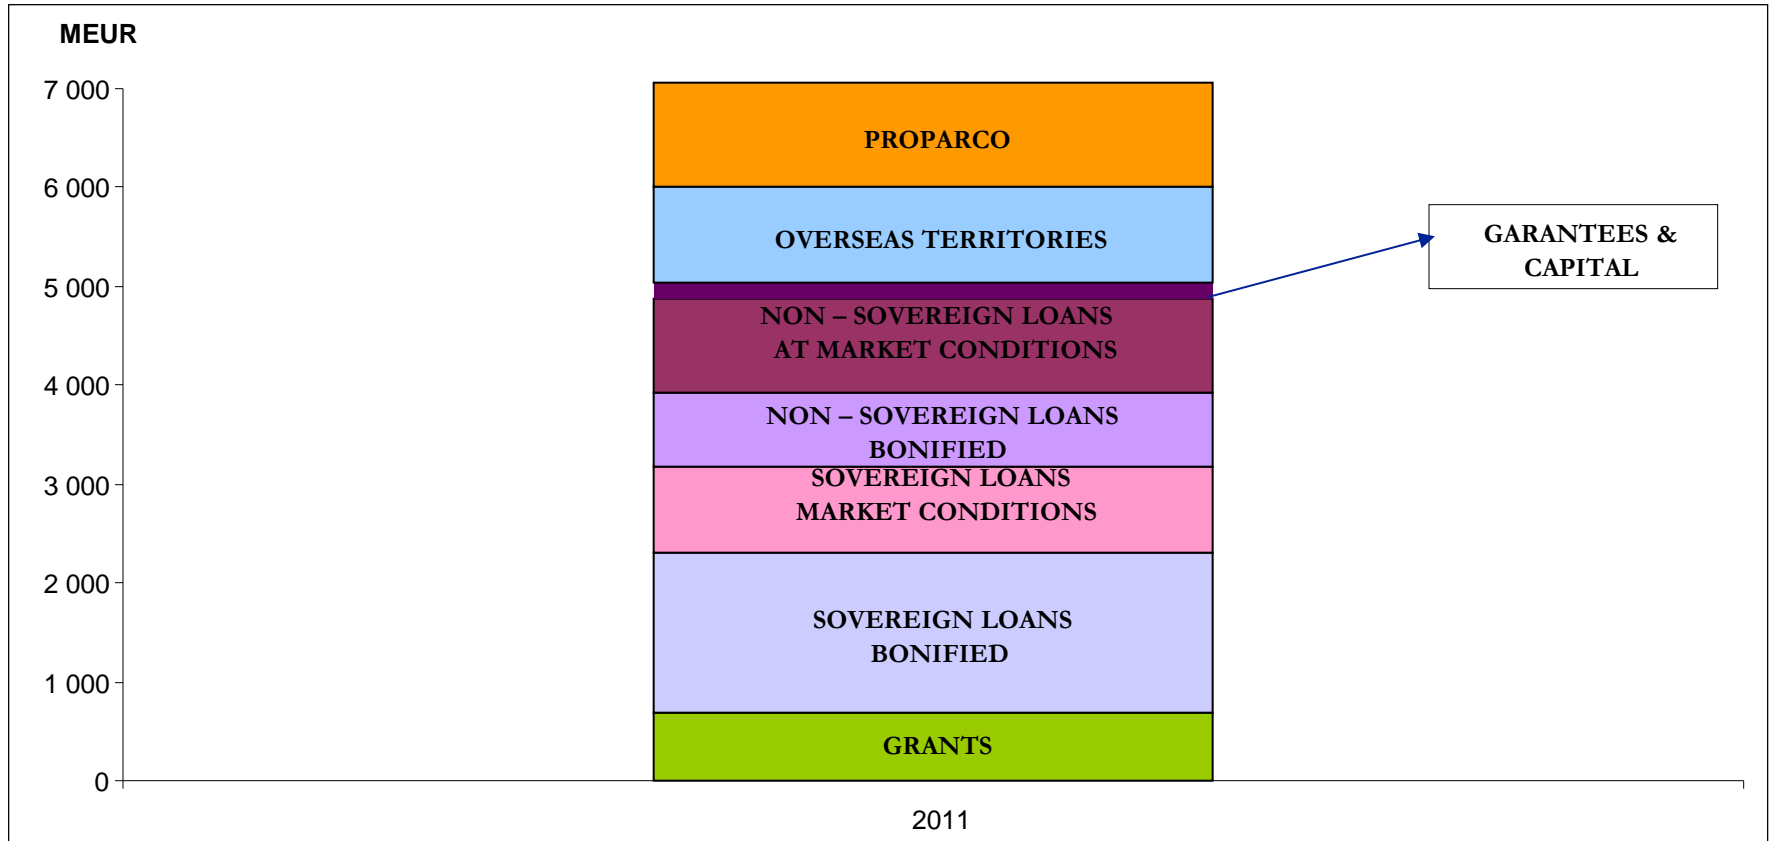 MEUR
7 000
6 000
5 000
4 000
3 000
2 000
1 000
0
PROPARCO
OVERSEAS TERRITORIES
GARANTEES &
CAPITAL
NON – SOVEREIGN LOANS
AT MARKET CONDITIONS
NON – SOVEREIGN LOANS
BONIFIED
SOVEREIGN LOANS
MARKET CONDITIONS
SOVEREIGN LOANS
BONIFIED
GRANTS
2011